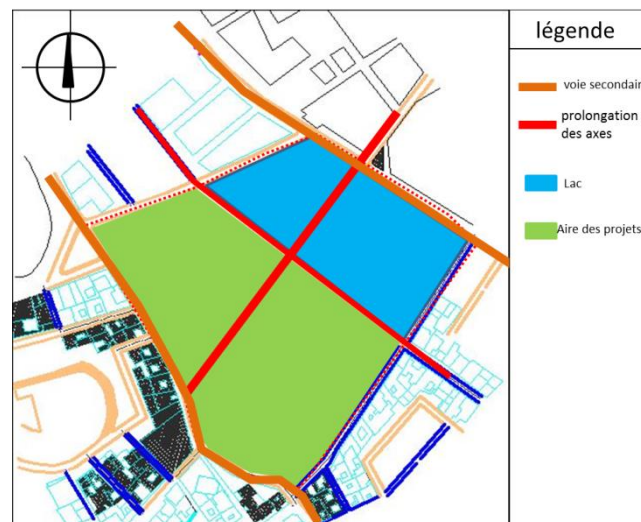 légende
voie secondair
prolongation
des axes
Lac
Aire des projets